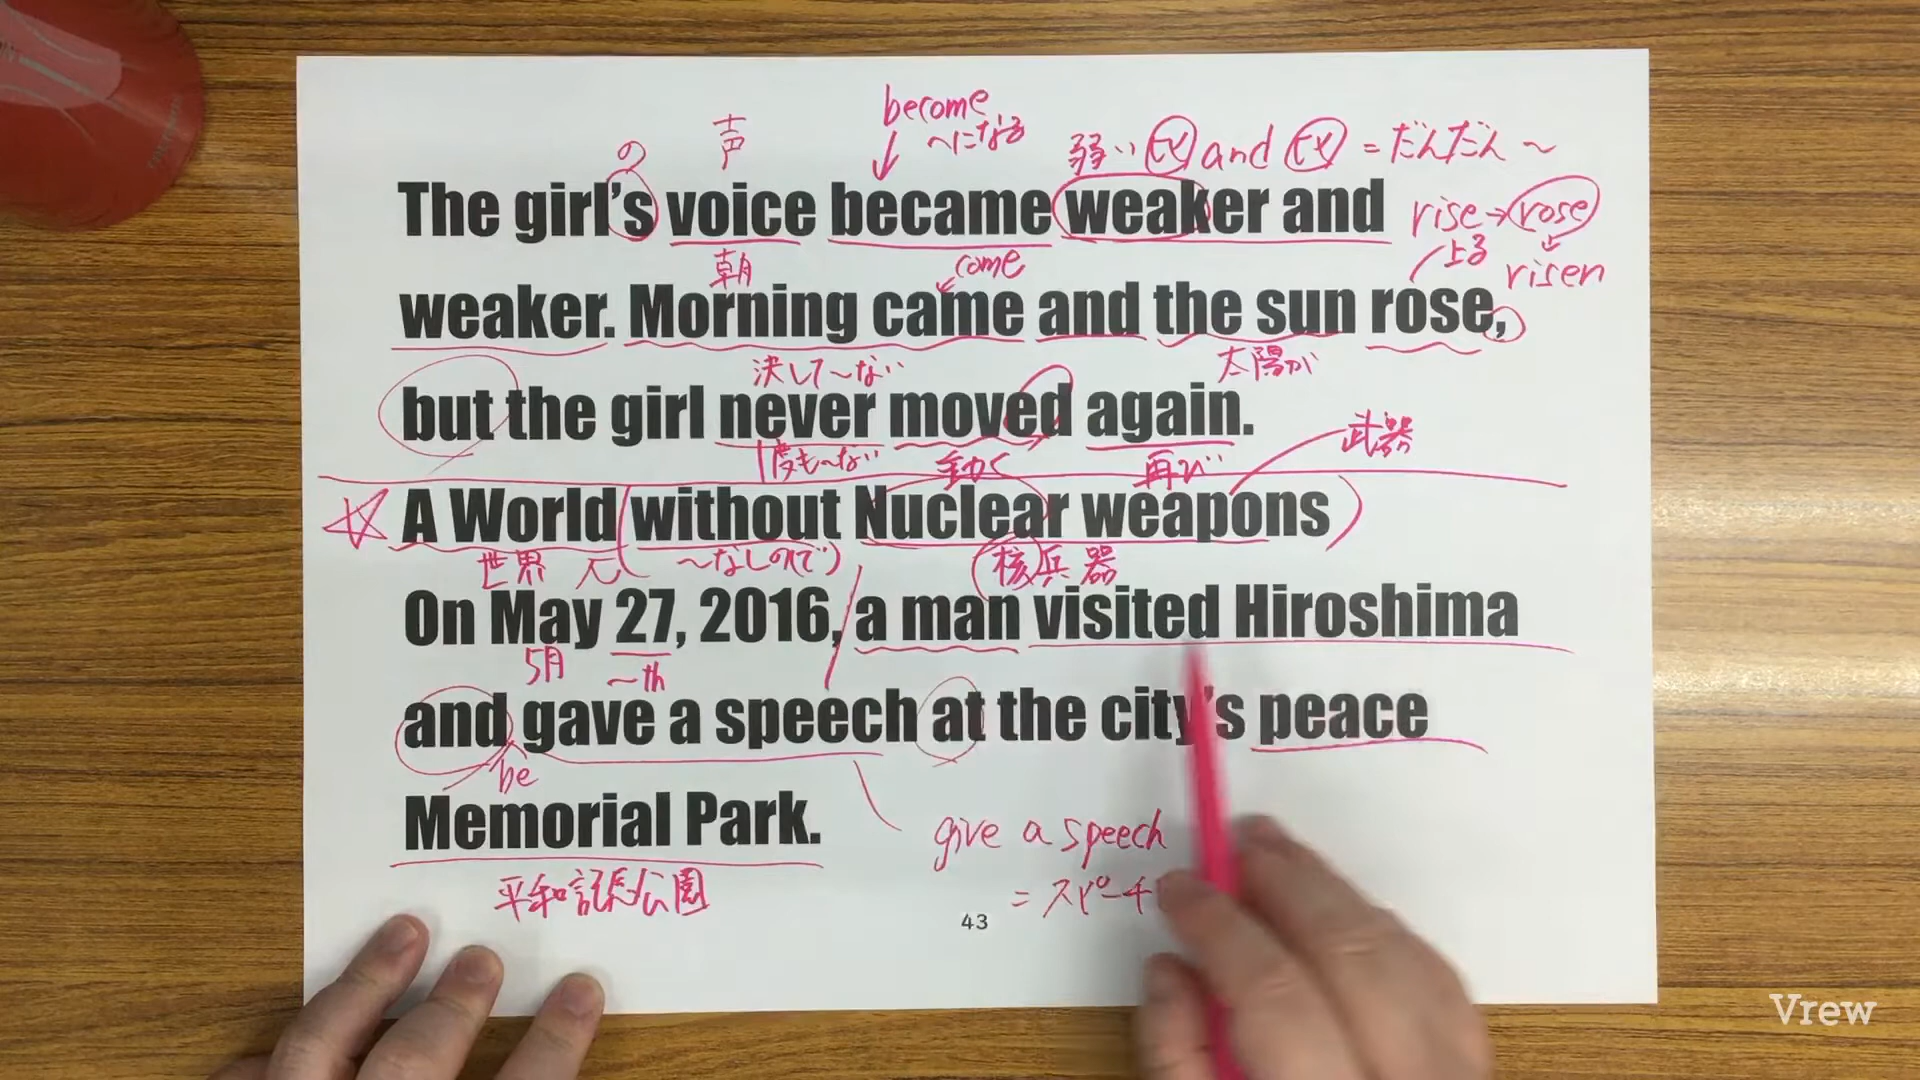 become
声
の
〜になる
弱い 比 and 比 = だんだん〜
The girl's voice became weaker and
rise→rose
上る
risen
朝
come
weaker. Morning came and the sun rose,
決して〜ない
太陽が
but the girl never moved again.
武器
1度も〜ない
動く
再び
A World without Nuclear weapons
世界
〜なしの(で)
核兵器
On May 27, 2016, a man visited Hiroshima
5月
〜th
and gave a speech at the city's peace
he
Memorial Park.
give a speech
平和記念公園
= スピーチ
43
Vrew